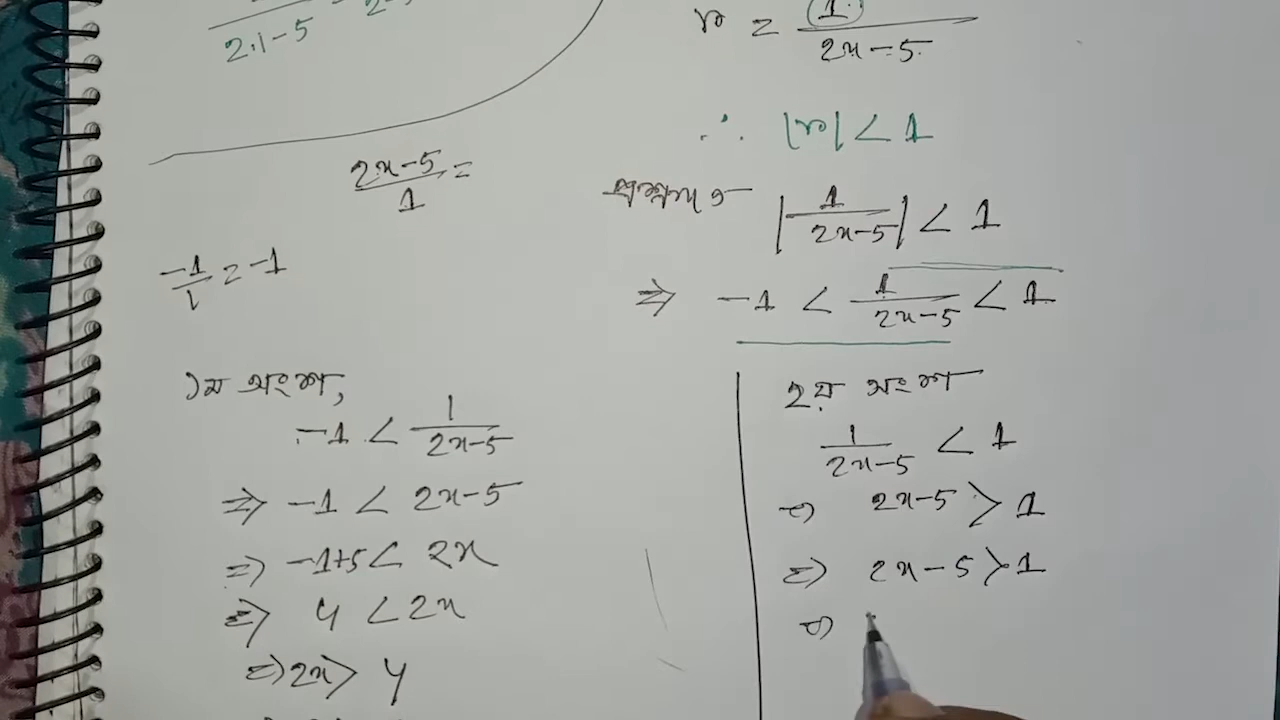 2.1-5
r = 1/(2x-5)
∴ |r| < 1
2x-5/1 =
|1/(2x-5)| < 1
-1/1 = -1
⇒ -1 < 1/(2x-5) < 1
১ম অংশ,
-1 < 1/(2x-5)
⇒ -1 < 2x-5
⇒ -1+5 < 2x
⇒ 4 < 2x
⇒ 2x > 4
২য় অংশ
1/(2x-5) < 1
⇒ 2x-5 > 1
⇒ 2x-5 > 1
⇒